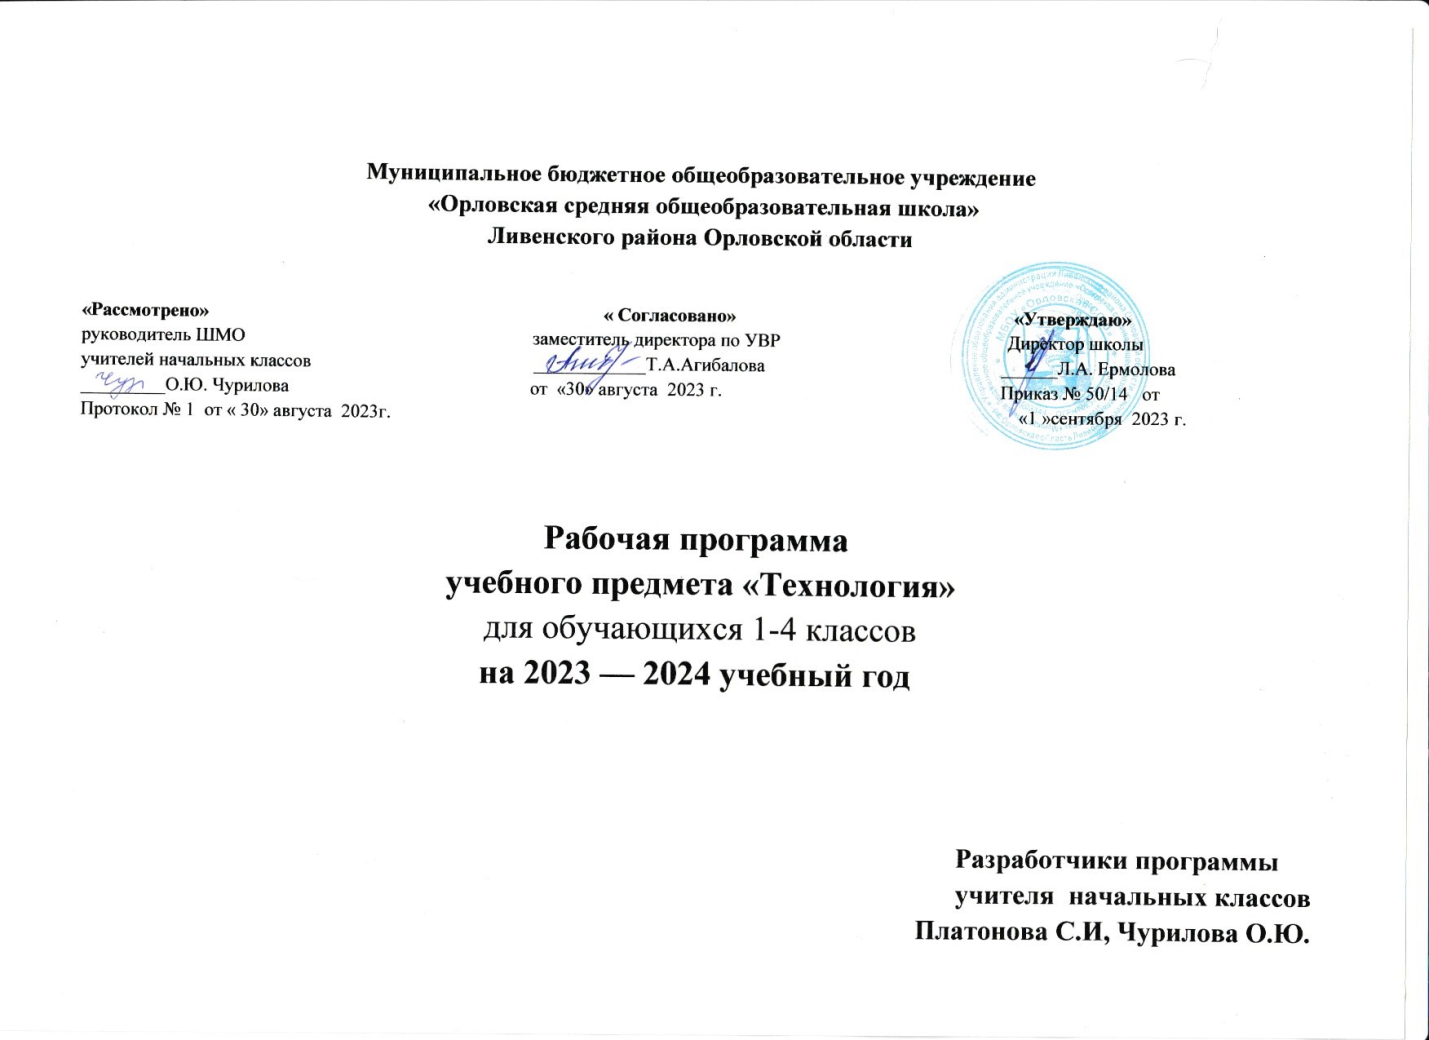 Муниципальное бюджетное общеобразовательное учреждение
«Орловская средняя общеобразовательная школа»
Ливенского района Орловской области
«Рассмотрено»
руководитель ШМО
учителей начальных классов
_________О.Ю. Чурилова
Протокол № 1 от « 30» августа 2023г.
« Согласовано»
заместитель директора по УВР
____________Т.А.Агибалова
от «30» августа 2023 г.
«Утверждаю»
Директор школы
______Л.А. Ермолова
Приказ № 50/14 от
«1 »сентября 2023 г.
Рабочая программа
учебного предмета «Технология»
для обучающихся 1-4 классов
на 2023 — 2024 учебный год
Разработчики программы
учителя начальных классов
Платонова С.И, Чурилова О.Ю.